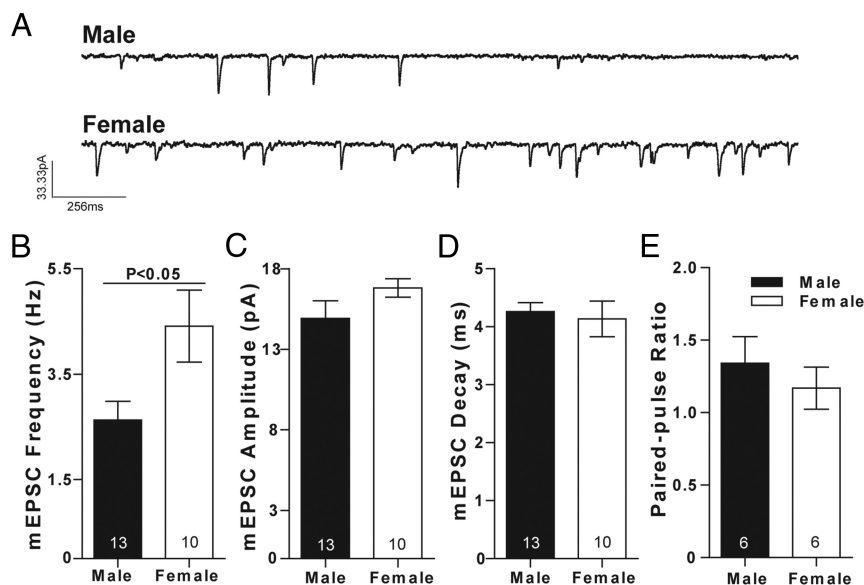 A
Male
Female
33.33pA
256ms
B
mEPSC Frequency (Hz)
5.5
3.5
1.5
0
P<0.05
13
10
Male Female
C
mEPSC Amplitude (pA)
18
13
8
3
0
13
10
Male Female
D
mEPSC Decay (ms)
5
4
2
1
0
13
10
Male Female
E
Paired-pulse Ratio
2.0
1.5
1.0
0.5
0
Male
Female
6
6
Male Female